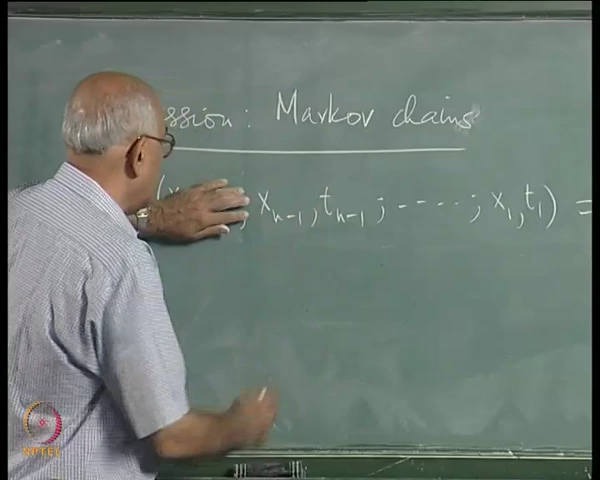 ssion: Markov chains
x_{n-1}, t_{n-1}; -----; x_1, t_1) =
NPTEL